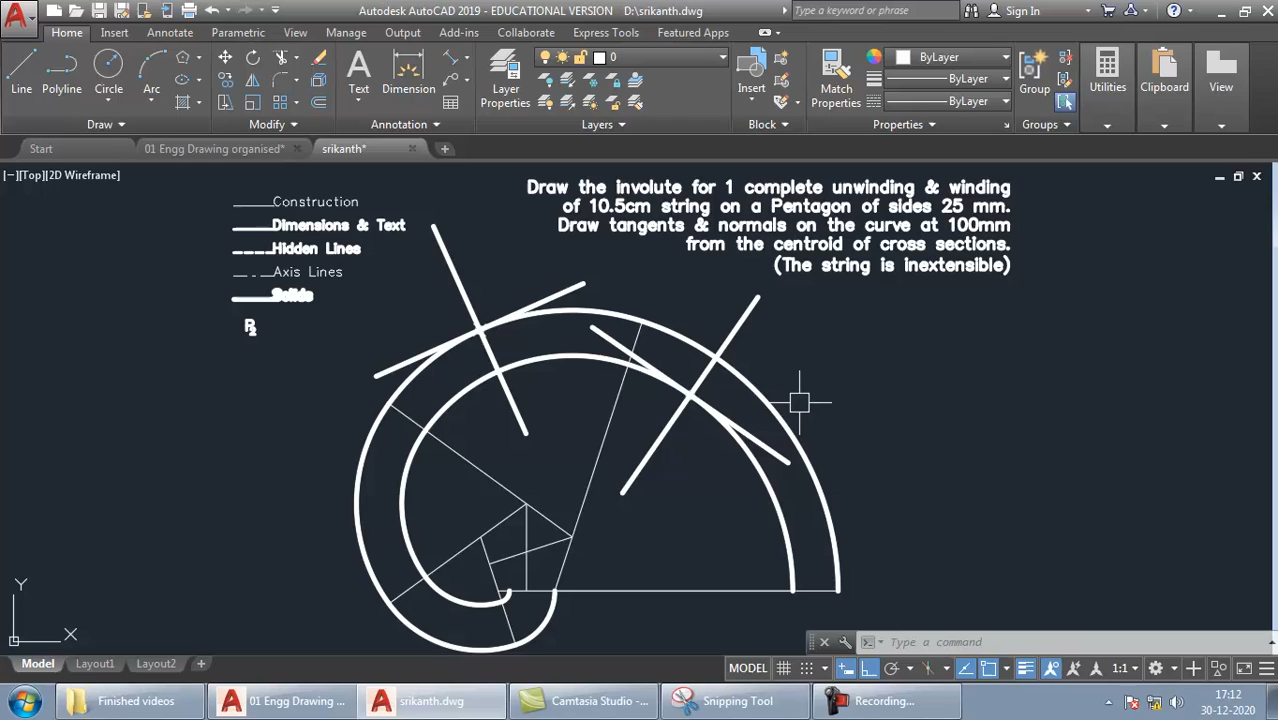 Autodesk AutoCAD 2019 - EDUCATIONAL VERSION D:\srikanth.dwg
Type a keyword or phrase
Sign In
Home Insert Annotate Parametric View Manage Output Add-ins Collaborate Express Tools Featured Apps
Line Polyline Circle Arc
Text Dimension
Layer Properties
0
Insert
Match Properties
ByLayer
ByLayer
ByLayer
Group
Utilities Clipboard View
Draw Modify Annotation Layers Block Properties Groups
Start 01 Engg Drawing organised* srikanth*
[−][Top][2D Wireframe]
Construction
Dimensions & Text
Hidden Lines
Axis Lines
Solids
Draw the involute for 1 complete unwinding & winding
of 10.5cm string on a Pentagon of sides 25 mm.
Draw tangents & normals on the curve at 100mm
from the centroid of cross sections.
(The string is inextensible)
Y
X
Type a command
Model Layout1 Layout2
MODEL 1:1
Finished videos 01 Engg Drawing ... srikanth.dwg Camtasia Studio -... Snipping Tool Recording...
17:12
30-12-2020